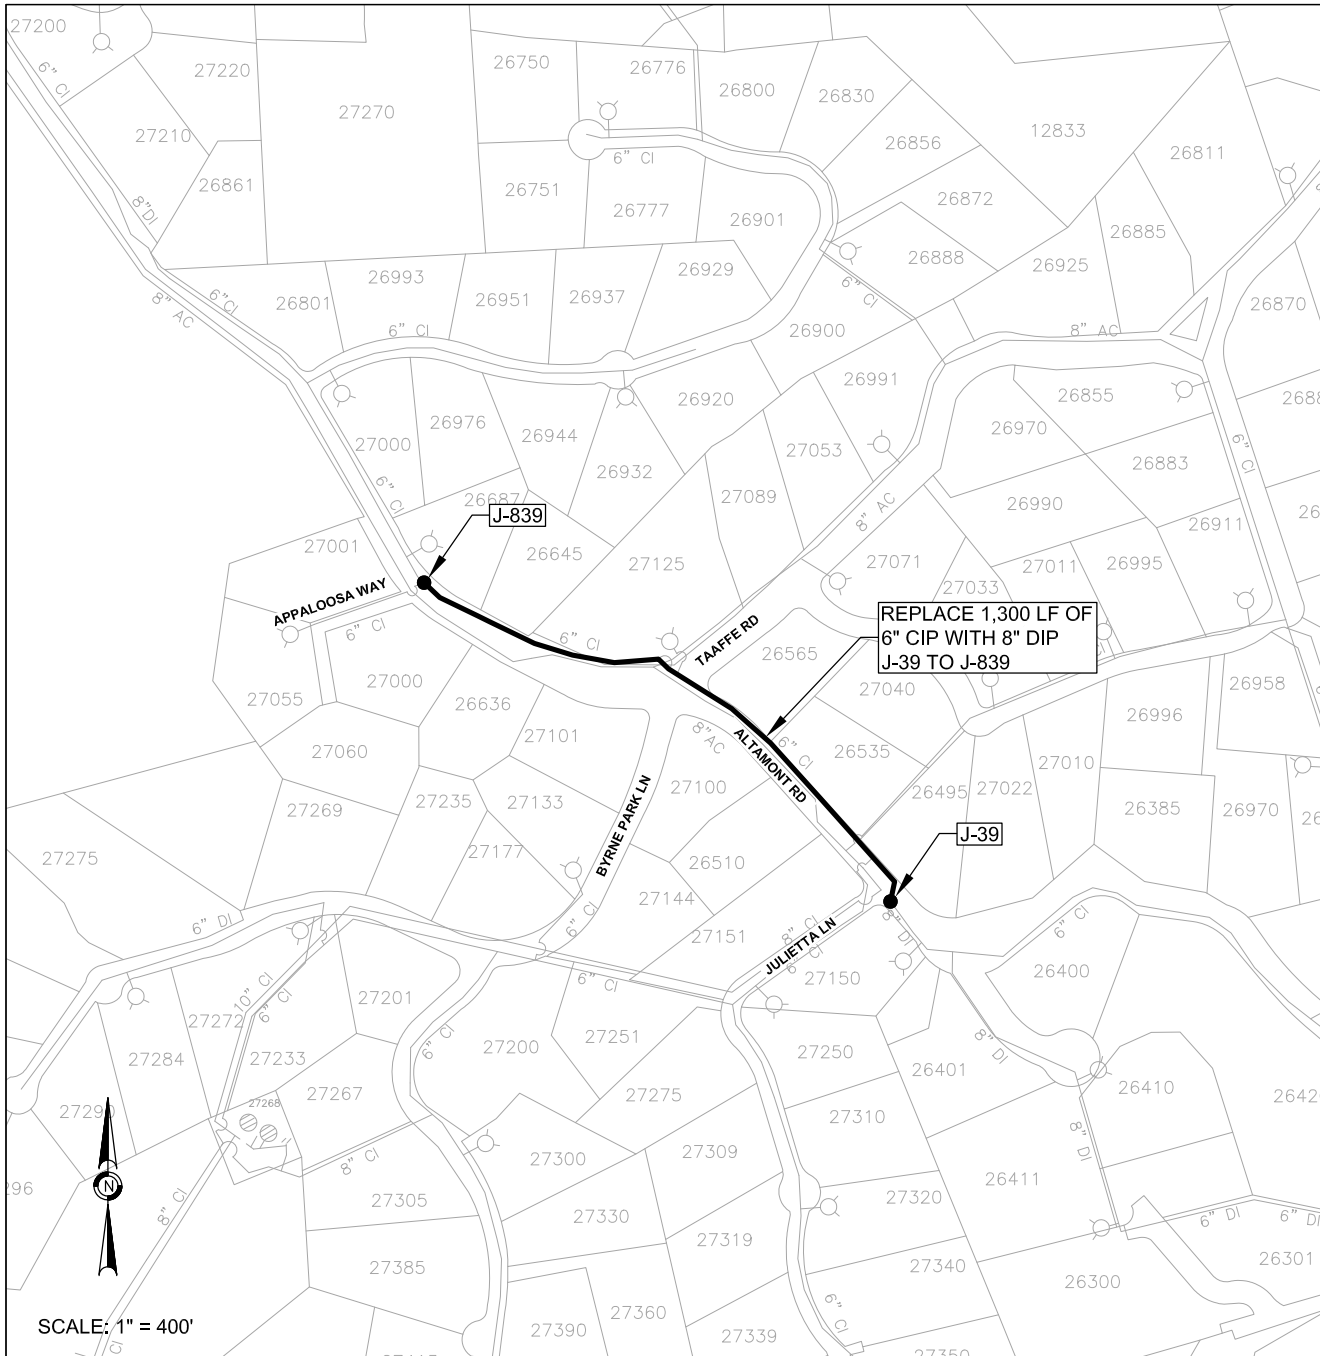 27200
6" CI
27220
27210
26861
27270
26750
26776
26800
26830
26856
12833
26811
6" CI
26751
26777
26901
26872
26885
26888
26925
26870
8"DI
8" AC
6"CI
26801
26993
26951
26937
26929
6" CI
6" CI
26900
8" AC
26991
26855
26920
26976
26944
27000
26932
27053
26970
26883
6" CI
27089
26990
26911
6" CI
26687
J-839
26645
27125
8" AC
27001
27071
27033
27011
26995
APPALOOSA WAY
6" CI
6" CI
TAAFFE RD
26565
REPLACE 1,300 LF OF
6" CIP WITH 8" DIP
J-39 TO J-839
27055
27000
26636
27040
26958
26996
27060
27101
8"AC
ALTAMONT RD
6" CI
26535
27010
27269
27235
27133
27100
26495
27022
26385
26970
BYRNE PARK LN
J-39
27275
27177
26510
27144
27151
6" DI
6" CI
8" CI
JULIETTA LN
6" CI
8" DI
6" CI
27150
26400
10" CI
6" CI
27201
6" CI
27272
27284
27233
6" CI
27200
27251
27250
8" DI
26401
26410
27267
27275
27310
27268
8" CI
27300
27309
8" DI
26411
N
27305
27330
27320
8" CI
27319
6" DI
6" DI
26301
27385
27340
26300
27360
27390
27339
6" CI
27350
SCALE: 1" = 400'